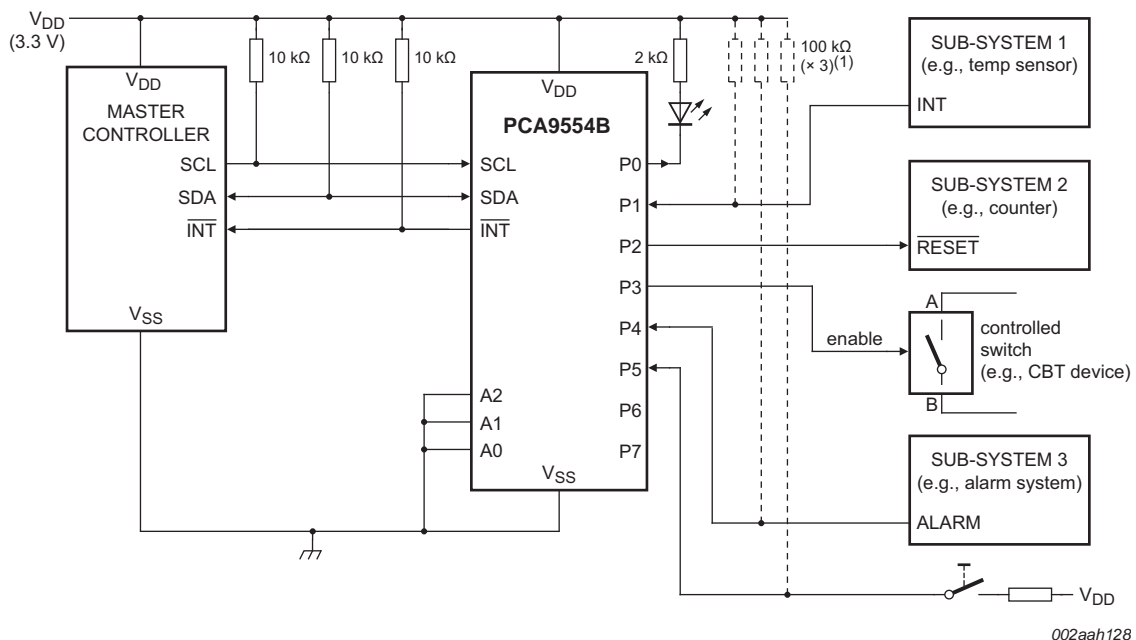 VDD
(3.3 V)
VDD
MASTER
CONTROLLER
SCL
SDA
INT
VSS
10 kΩ
10 kΩ
10 kΩ
VDD
PCA9554B
SCL
SDA
INT
A2
A1
A0
VSS
P0
P1
P2
P3
P4
P5
P6
P7
2 kΩ
100 kΩ
(× 3)(1)
SUB-SYSTEM 1
(e.g., temp sensor)
INT
SUB-SYSTEM 2
(e.g., counter)
RESET
enable
A
B
controlled
switch
(e.g., CBT device)
SUB-SYSTEM 3
(e.g., alarm system)
ALARM
VDD
002aah128